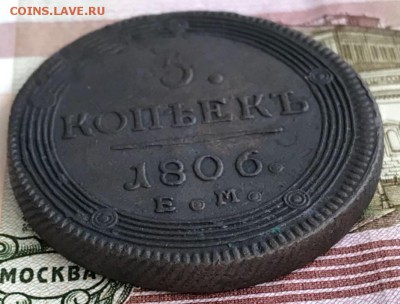 COINS.LAVE.RU
5.
КОПѢЕКЪ
1806.
Е. М.
МОСКВА